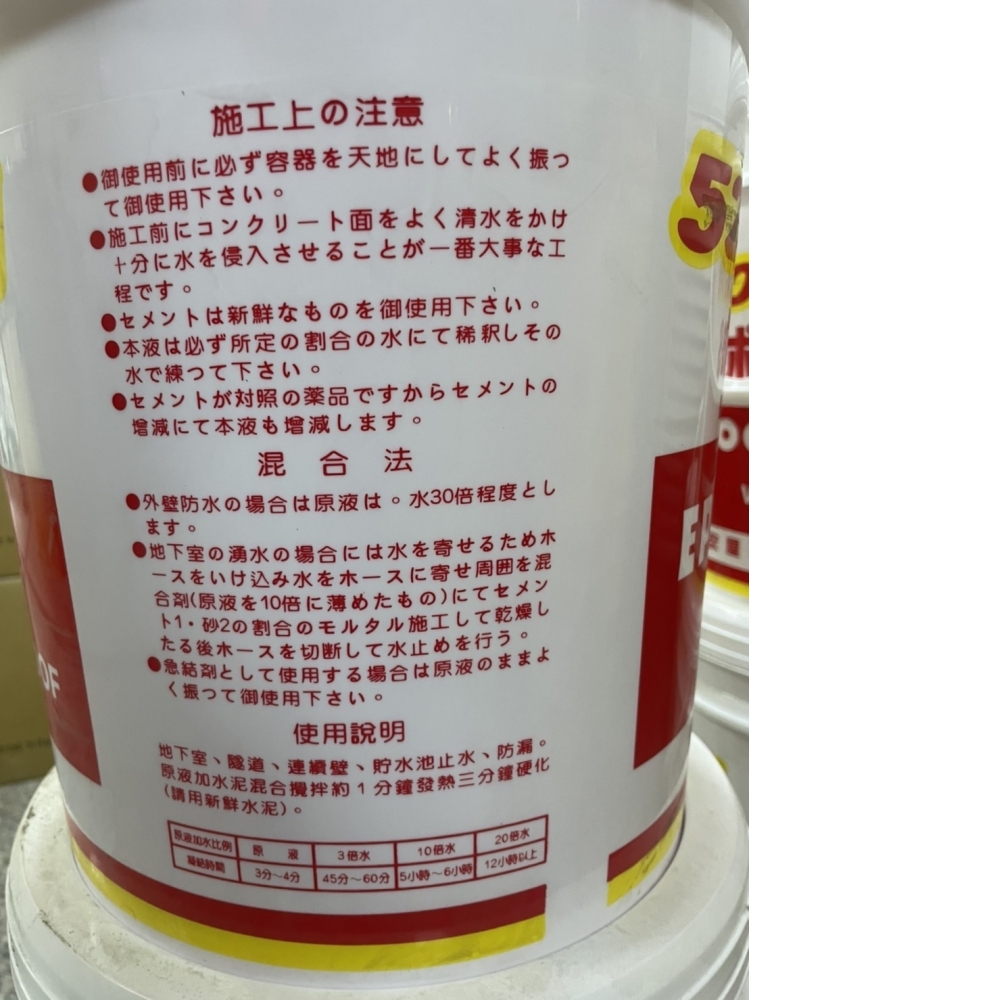 施工上の注意
●御使用前に必ず容器を天地にしてよく振っ
て御使用下さい。
●施工前にコンクリート面をよく清水をかけ
十分に水を侵入させることが一番大事な工
程です。
●セメントは新鮮なものを御使用下さい。
●本液は必ず所定の割合の水にて稀釈しその
水で練つて下さい。
●セメントが対照の薬品ですからセメントの
増減にて本液も増減します。
混合法
●外壁防水の場合は原液は。水30倍程度とし
ます。
●地下室の湧水の場合には水を寄せるためホ
ースをいけ込み水をホースに寄せ周囲を混
合剤(原液を10倍に薄めたもの)にてセメン
ト1・砂2の割合のモルタル施工して乾燥し
たる後ホースを切断して水止めを行う。
●急結剤として使用する場合は原液のままよ
く振つて御使用下さい。
使用說明
地下室、隧道、連續壁、貯水池止水、防漏。
原液加水泥混合攪拌約1分鐘發熱三分鐘硬化
(請用新鮮水泥)。
原液加水比例 原液 3倍水 10倍水 20倍水
凝結時間 3分～4分 45分～60分 5小時～6小時 12小時以上
53
OF